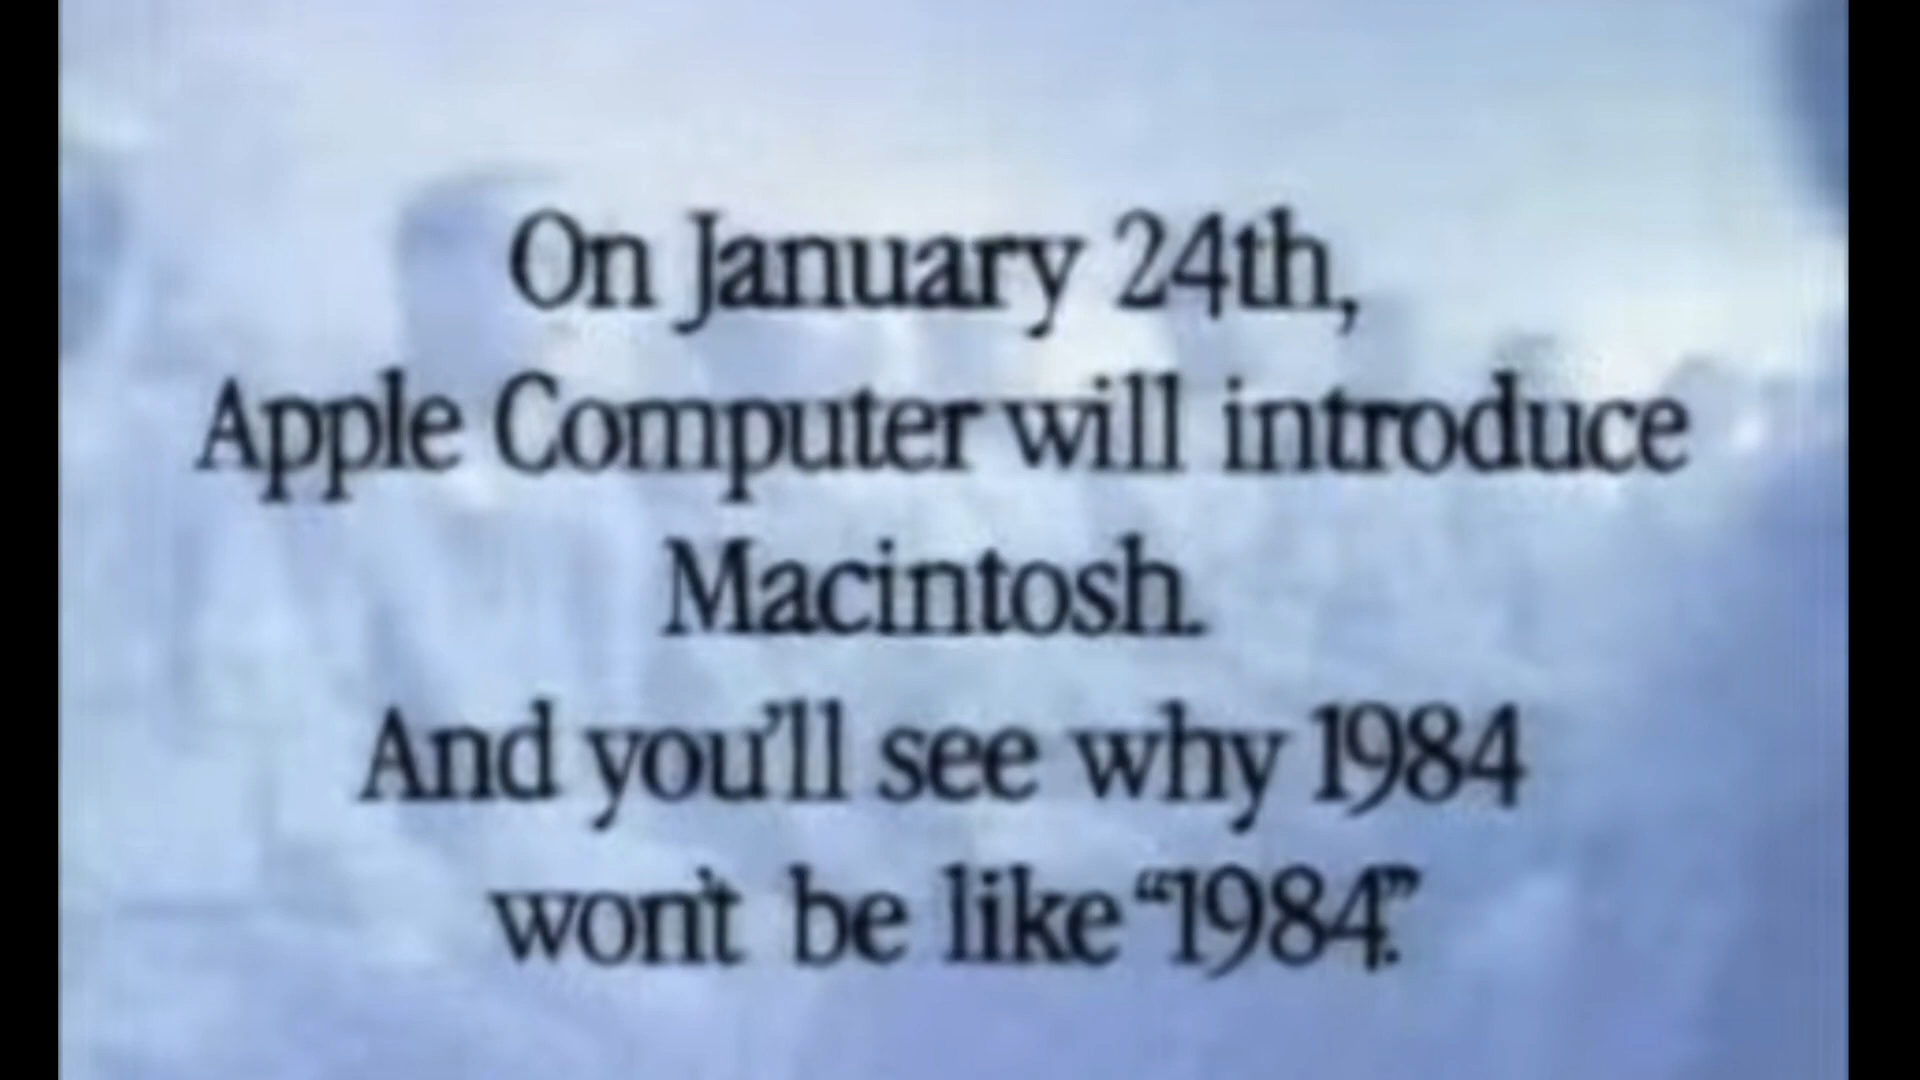 On January 24th,
Apple Computer will introduce
Macintosh.
And you'll see why 1984
won't be like “1984.”